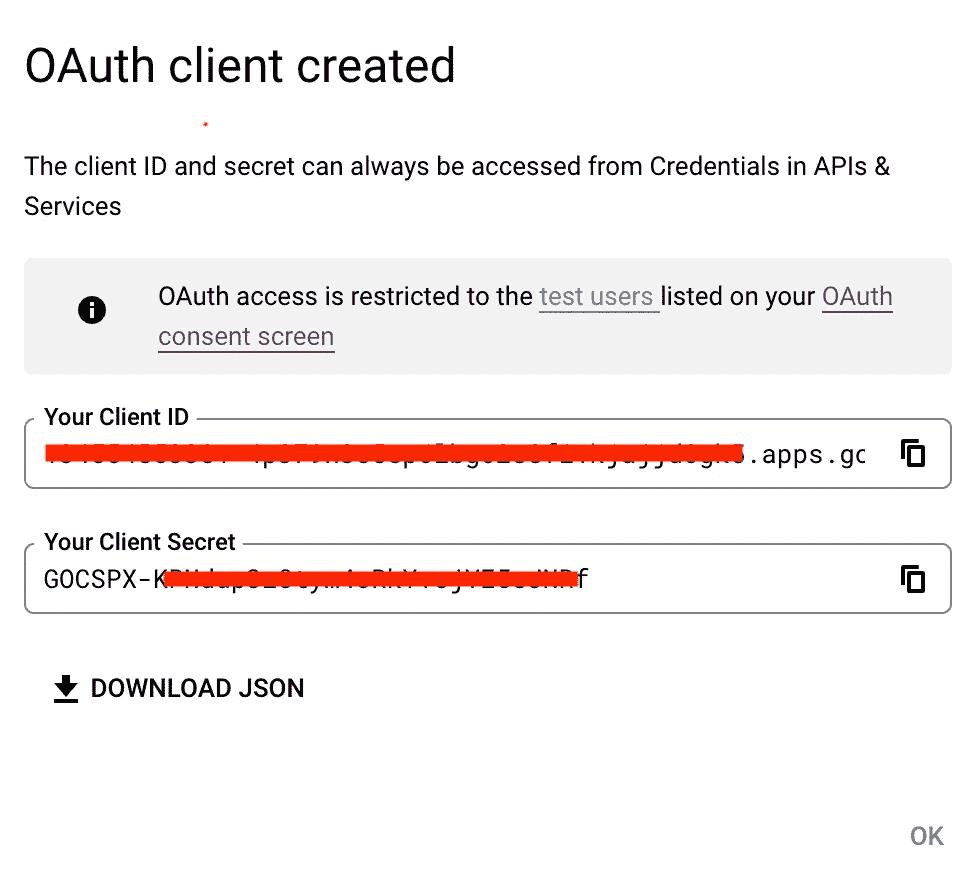 OAuth client created
The client ID and secret can always be accessed from Credentials in APIs &
Services
OAuth access is restricted to the test users listed on your OAuth
consent screen
Your Client ID
.apps.gc
Your Client Secret
GOCSPX-
DOWNLOAD JSON
OK